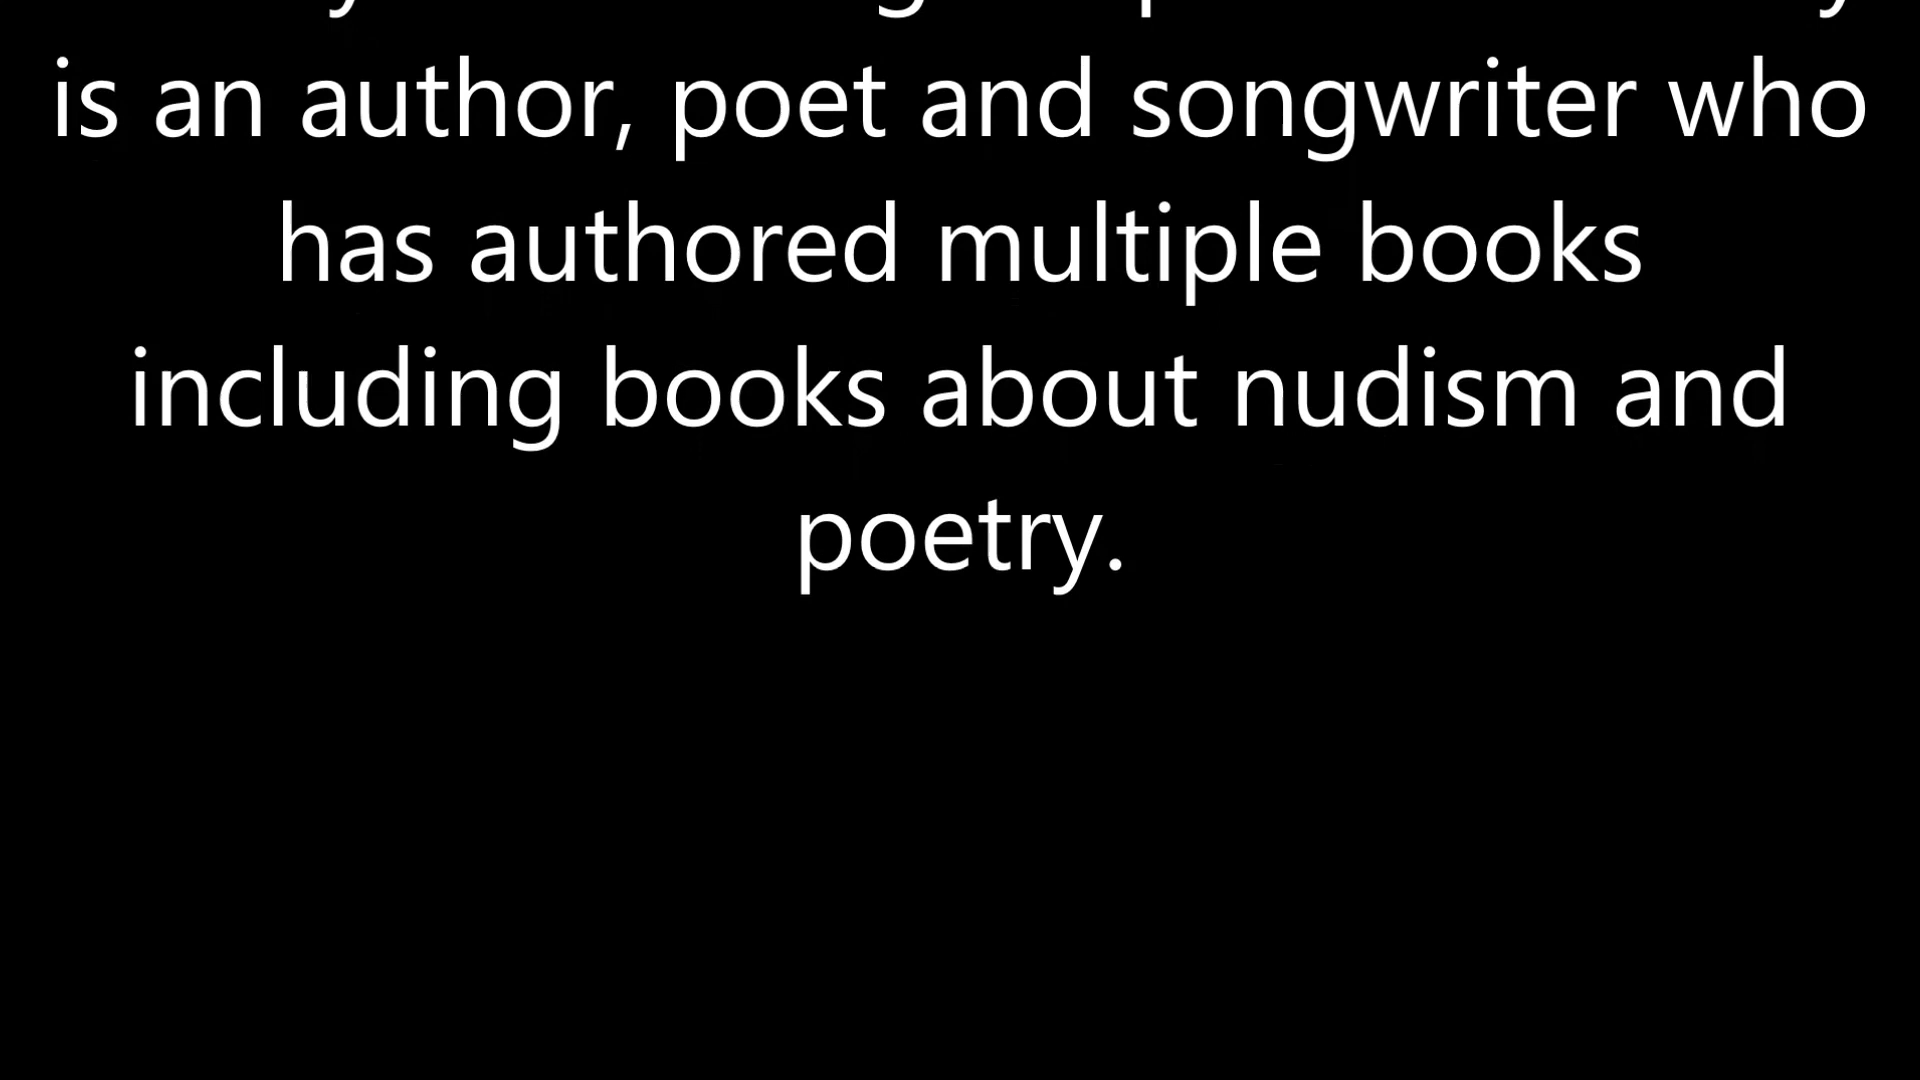 is an author, poet and songwriter who
has authored multiple books
including books about nudism and
poetry.